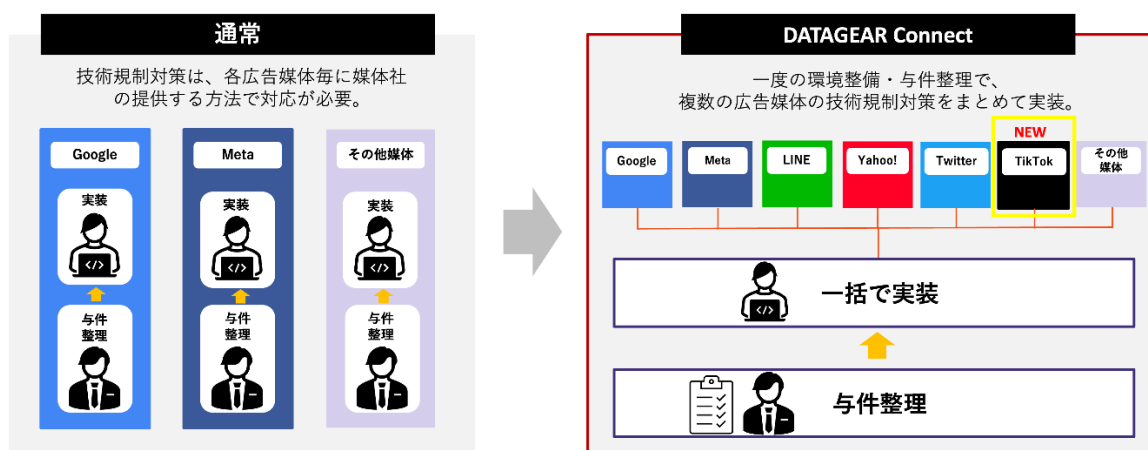 通常
技術規制対策は、各広告媒体毎に媒体社
の提供する方法で対応が必要。
Google
実装
</>
与件
整理
Meta
実装
</>
与件
整理
その他媒体
実装
</>
与件
整理
DATAGEAR Connect
一度の環境整備・与件整理で、
複数の広告媒体の技術規制対策をまとめて実装。
NEW
Google
Meta
LINE
Yahoo!
Twitter
TikTok
その他
媒体
</>
一括で実装
与件整理